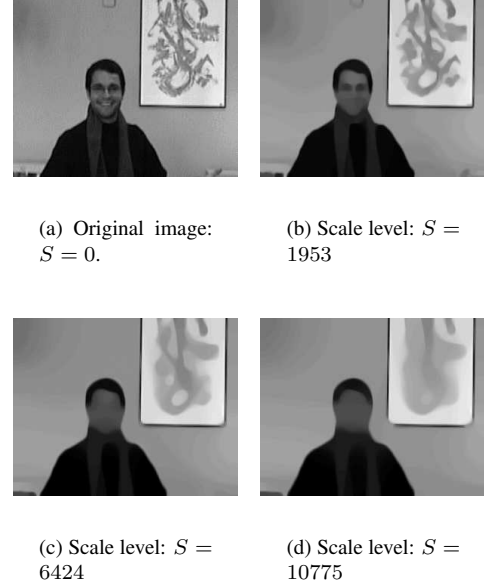 (a) Original image:
S = 0.
(b) Scale level: S =
1953
(c) Scale level: S =
6424
(d) Scale level: S =
10775